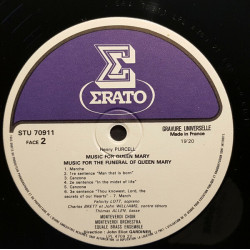 ERATO
STU 70911
FACE 2
GRAVURE UNIVERSELLE
Made in France
19/20
Henry PURCELL
MUSIC FOR QUEEN MARY
MUSIC FOR THE FUNERAL OF QUEEN MARY
1. Marche
2. 1re sentence "Man that is born"
3. Canzona
4. 2e sentence "In the midst of life"
5. Canzona
6. 3e sentence "Thou knowest, Lord, the
secrets of our Hearts" - 7. March
Felicity LOTT, soprano
Charles BRETT et John WILLIAMS,
Thomas ALLEN, basse
MONTEVERDI CHOIR
MONTEVERDI ORCHESTRA
EQUALE BRASS ENSEMBLE
John Eliot GARDINER